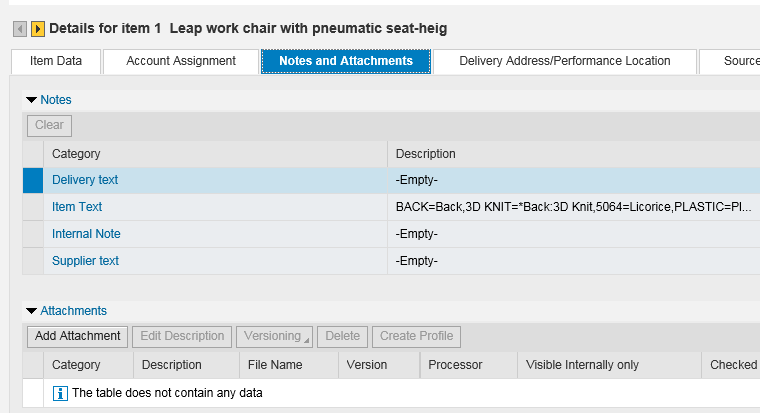 Details for item 1 Leap work chair with pneumatic seat-heig
Item Data Account Assignment Notes and Attachments Delivery Address/Performance Location Source
Notes
Clear
Category Description
Delivery text -Empty-
Item Text BACK=Back,3D KNIT=*Back:3D Knit,5064=Licorice,PLASTIC=Pl...
Internal Note -Empty-
Supplier text -Empty-
Attachments
Add Attachment Edit Description Versioning Delete Create Profile
Category Description File Name Version Processor Visible Internally only Checked
The table does not contain any data